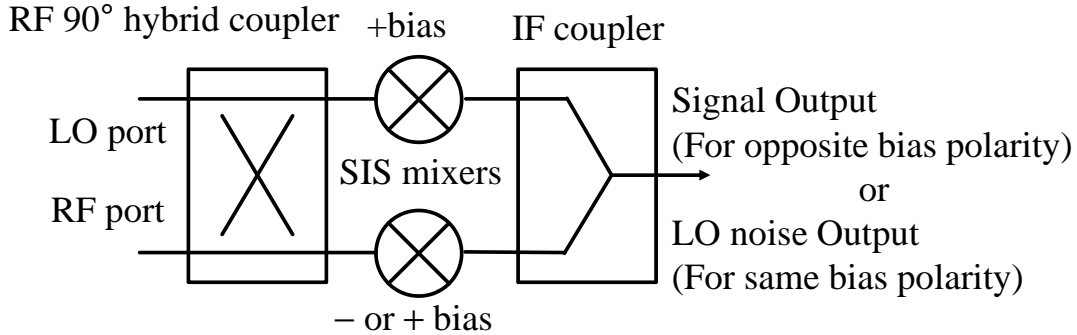 RF 90° hybrid coupler
+bias
IF coupler
LO port
RF port
SIS mixers
Signal Output
(For opposite bias polarity)
or
LO noise Output
(For same bias polarity)
− or + bias